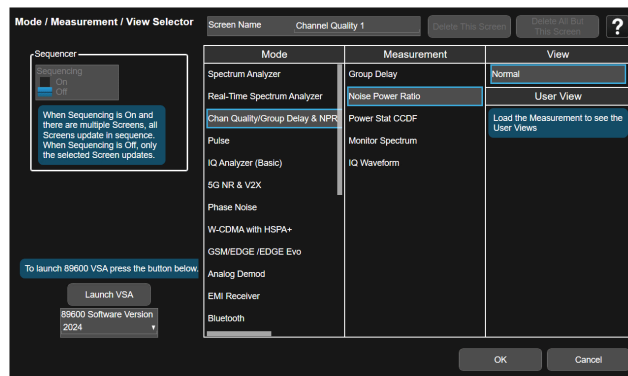 Mode / Measurement / View Selector
Screen Name
Channel Quality 1
Delete This Screen
Delete All But
This Screen
?
Sequencer
Sequencing
On
Off
When Sequencing is On and
there are multiple Screens, all
Screens update in sequence.
When Sequencing is Off, only
the selected Screen updates.
To launch 89600 VSA press the button below.
Launch VSA
89600 Software Version
2024
Mode
Spectrum Analyzer
Real-Time Spectrum Analyzer
Chan Quality/Group Delay & NPR
Pulse
IQ Analyzer (Basic)
5G NR & V2X
Phase Noise
W-CDMA with HSPA+
GSM/EDGE /EDGE Evo
Analog Demod
EMI Receiver
Bluetooth
Measurement
Group Delay
Noise Power Ratio
Power Stat CCDF
Monitor Spectrum
IQ Waveform
View
Normal
User View
Load the Measurement to see the
User Views
OK
Cancel